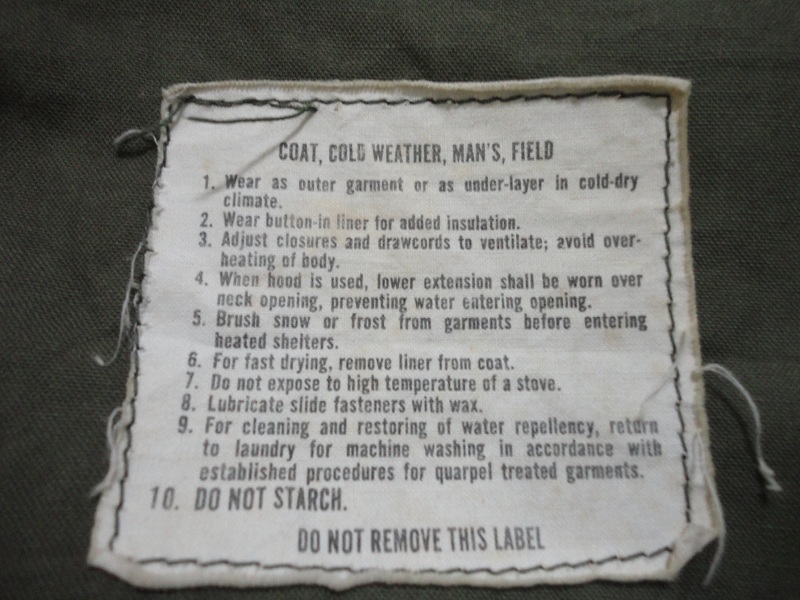 COAT, COLD WEATHER, MAN'S, FIELD
1. Wear as outer garment or as under-layer in cold-dry
climate.
2. Wear button-in liner for added insulation.
3. Adjust closures and drawcords to ventilate; avoid over-
heating of body.
4. When hood is used, lower extension shall be worn over
neck opening, preventing water entering opening.
5. Brush snow or frost from garments before entering
heated shelters.
6. For fast drying, remove liner from coat.
7. Do not expose to high temperature of a stove.
8. Lubricate slide fasteners with wax.
9. For cleaning and restoring of water repellency, return
to laundry for machine washing in accordance with
established procedures for quarpel treated garments.
10. DO NOT STARCH.
DO NOT REMOVE THIS LABEL